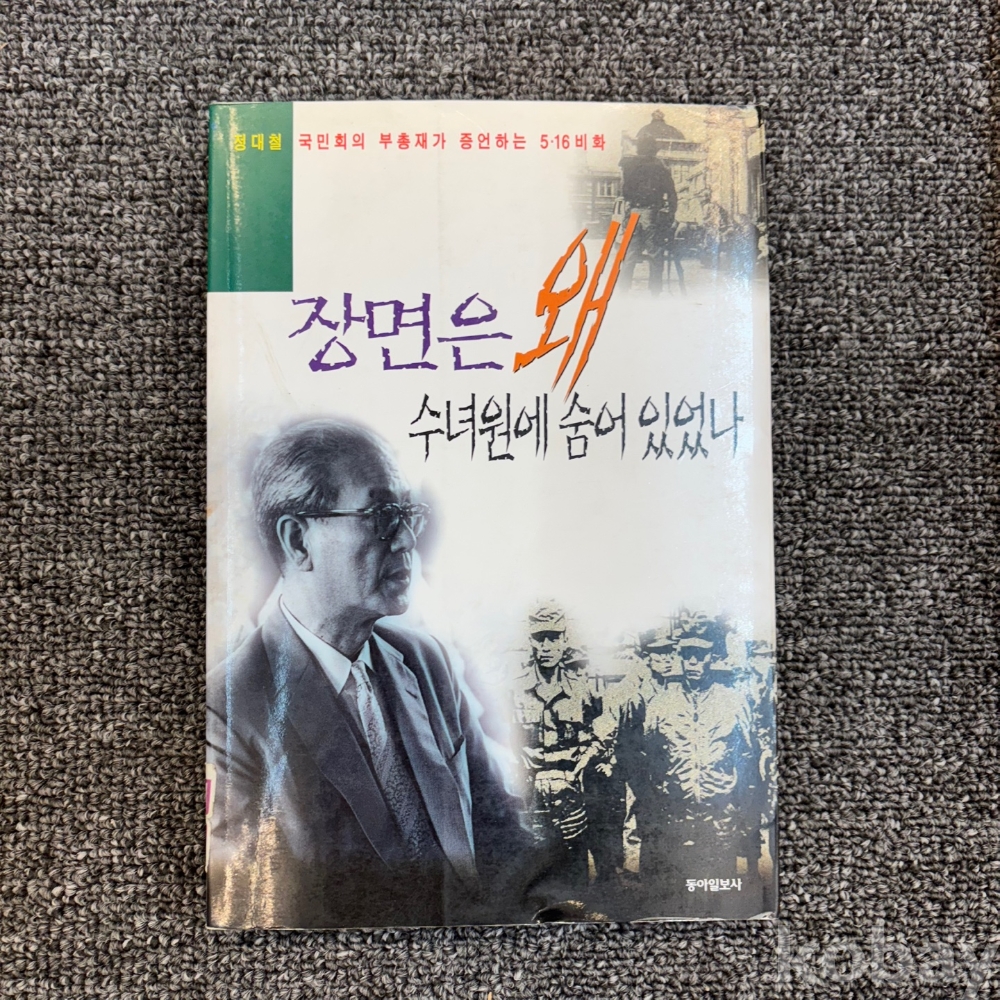 정대철 국민회의 부총재가 증언하는 5·16비화
장면은 왜
수녀원에 숨어 있었나
동아일보사
kobay